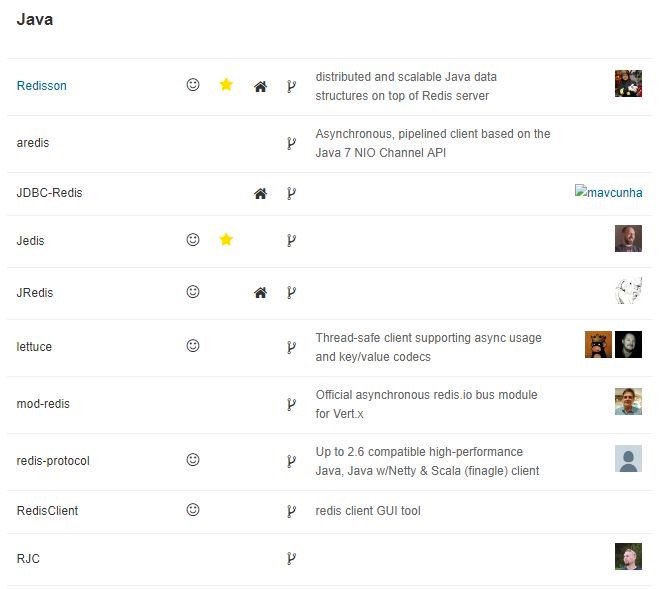 Java
Redisson
distributed and scalable Java data
structures on top of Redis server
aredis
Asynchronous, pipelined client based on the
Java 7 NIO Channel API
JDBC-Redis
mavcunha
Jedis
JRedis
lettuce
Thread-safe client supporting async usage
and key/value codecs
mod-redis
Official asynchronous redis.io bus module
for Vert.x
redis-protocol
Up to 2.6 compatible high-performance
Java, Java w/Netty & Scala (finagle) client
RedisClient
redis client GUI tool
RJC